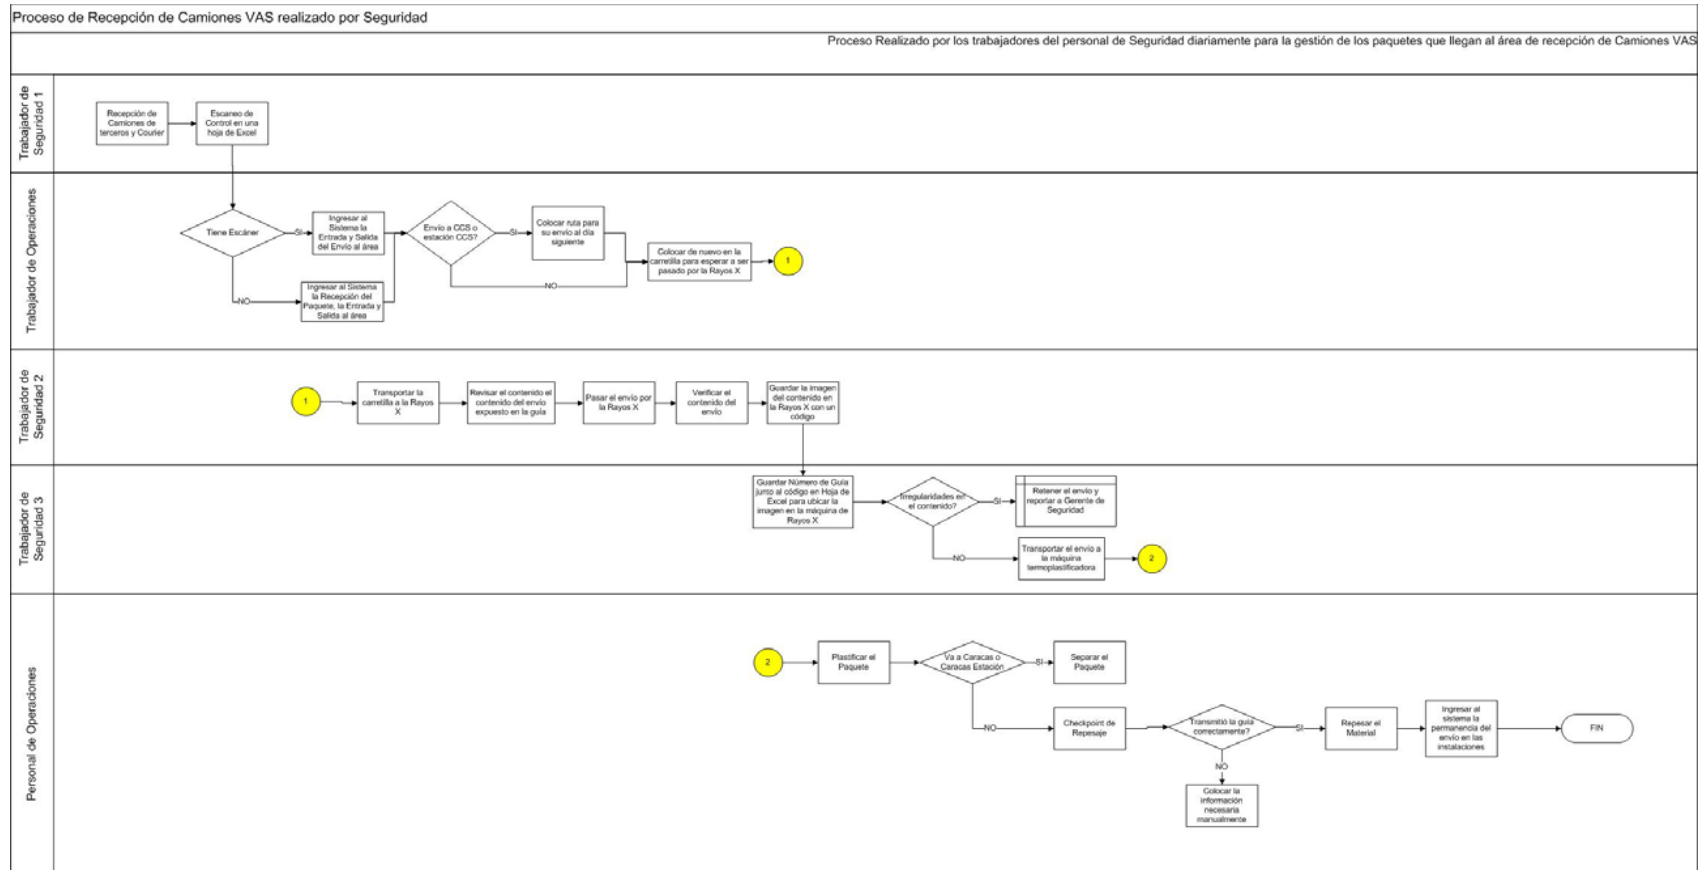 Proceso de Recepción de Camiones VAS realizado por Seguridad
Proceso Realizado por los trabajadores del personal de Seguridad diariamente para la gestión de los paquetes que llegan al área de recepción de Camiones VAS
Trabajador de
Seguridad 1
Recepción de
Camiones de
terceros y Courier
Escaneo de
Control en una
hoja de Excel
Trabajador de Operaciones
Tiene Escáner
SI
Ingresar al
Sistema la
Entrada y Salida
del Envío al área
NO
Ingresar al Sistema
la Recepción del
Paquete, la Entrada y
Salida al área
Envío a CCS o
estación CCS?
SI
Colocar ruta para
su envío al día
siguiente
NO
Colocar de nuevo en la
carretilla para esperar a ser
pasado por la Rayos X
1
Trabajador de
Seguridad 2
1
Transportar la
carretilla a la Rayos
X
Revisar el contenido el
contenido del envío
expuesto en la guía
Pasar el envío por
la Rayos X
Verificar el
contenido del
envío
Guardar la imagen
del contenido en
la Rayos X con un
código
Trabajador de
Seguridad 3
Guardar Número de Guía
junto al código en Hoja de
Excel para ubicar la
imagen en la máquina de
Rayos X
Irregularidades en
el contenido?
SI
Retener el envío y
reportar a Gerente de
Seguridad
NO
Transportar el envío a
la máquina
termoplastificadora
2
Personal de Operaciones
2
Plastificar el
Paquete
Va a Caracas o
Caracas Estación
SI
Separar el
Paquete
NO
Checkpoint de
Repesaje
Transmitió la guía
correctamente?
SI
Repesar el
Material
Ingresar al
sistema la
permanencia del
envío en las
instalaciones
FIN
NO
Colocar la
información
necesaria
manualmente